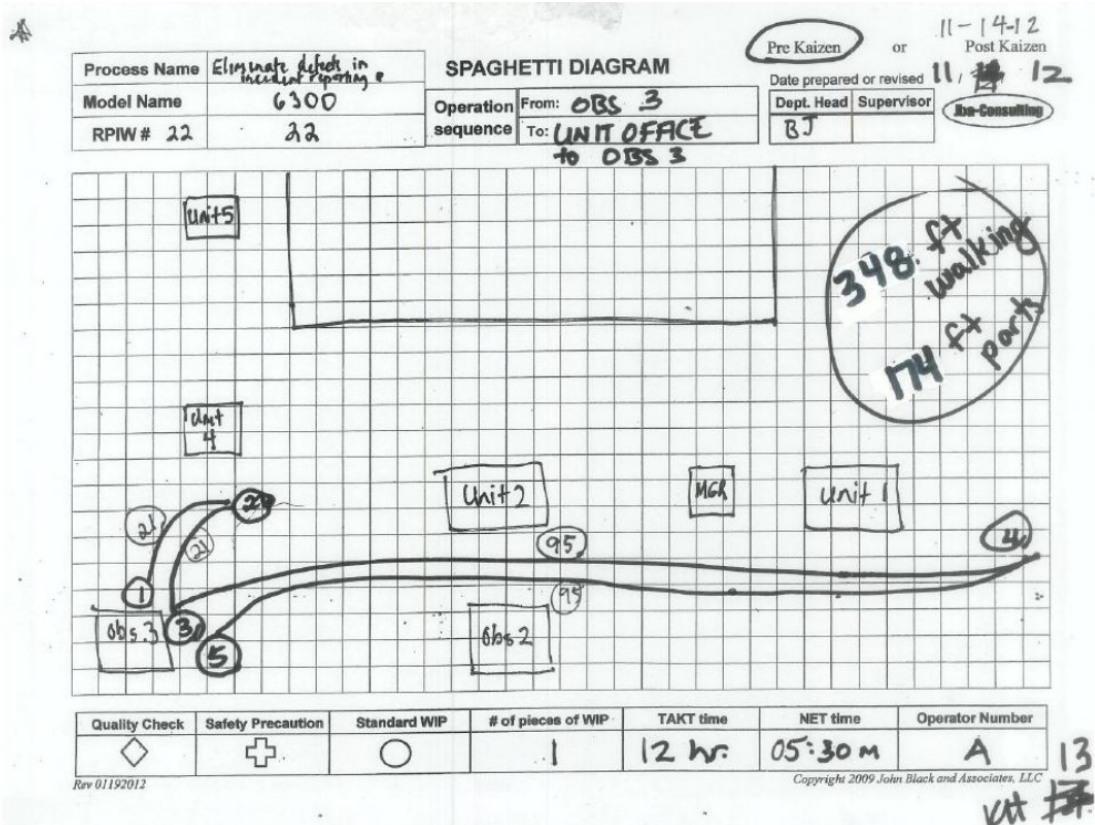 11-14-12
Pre Kaizen or Post Kaizen
Process Name Eliminate defects in incident reporting
SPAGHETTI DIAGRAM
Date prepared or revised 11, 12
Model Name 6300
Operation sequence From: OBS 3
Dept. Head Supervisor
Jba-Consulting
RPIW # 22 22
To: UNIT OFFICE
to OBS 3
BJ
Unit 5
348 ft walking
174 ft parts
Unit 4
Unit 2
MGR
Unit 1
2
21
21
95
4
1
95
obs.3
3
5
Obs 2
Quality Check Safety Precaution Standard WIP # of pieces of WIP TAKT time NET time Operator Number
1 12 hr. 05:30 m A 13
Rev 01192012
Copyright 2009 John Black and Associates, LLC
KH